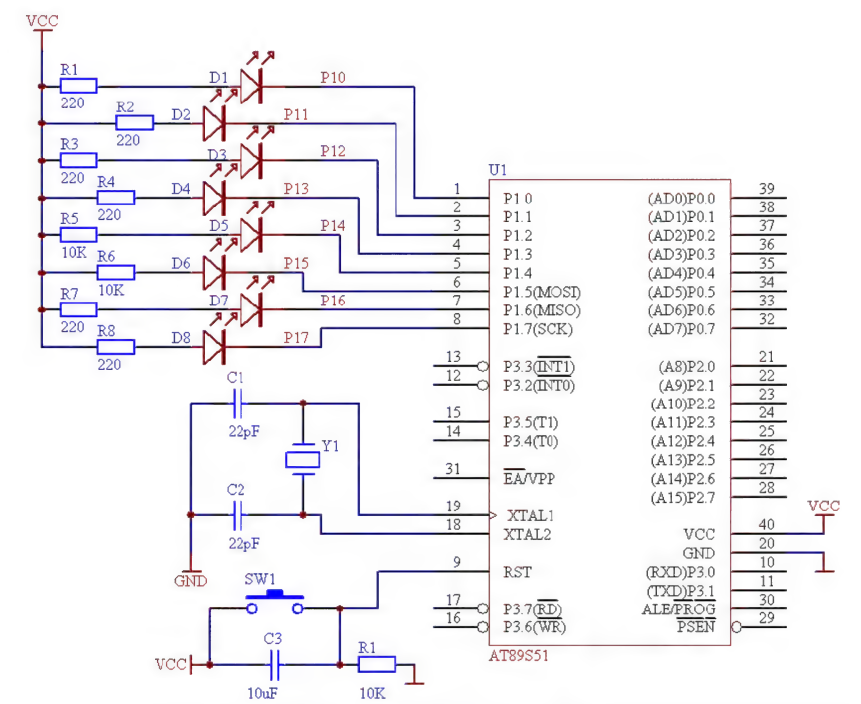 VCC
R1
220
D1
P10
R2
220
D2
P11
R3
220
D3
P12
R4
220
D4
P13
R5
10K
D5
P14
R6
10K
D6
P15
R7
220
D7
P16
R8
220
D8
P17
U1
1 P1 0
2 P1.1
3 P1.2
4 P1.3
5 P1.4
6 P1.5(MOSI)
7 P1.6(MISO)
8 P1.7(SCK)
13 P3.3(INT1)
12 P3.2(INT0)
15 P3.5(T1)
14 P3.4(T0)
31 EA/VPP
19 XTAL1
18 XTAL2
9 RST
17 P3.7(RD)
16 P3.6(WR)
(AD0)P0.0 39
(AD1)P0.1 38
(AD2)P0.2 37
(AD3)P0.3 36
(AD4)P0.4 35
(AD5)P0.5 34
(AD6)P0.6 33
(AD7)P0.7 32
(A8)P2.0 21
(A9)P2.1 22
(A10)P2.2 23
(A11)P2.3 24
(A12)P2.4 25
(A13)P2.5 26
(A14)P2.6 27
(A15)P2.7 28
VCC 40
GND 20
(RXD)P3.0 10
(TXD)P3.1 11
ALE/PROG 30
PSEN 29
AT89S51
VCC
C1
22pF
Y1
C2
22pF
GND
SW1
VCC
C3
10uF
R1
10K